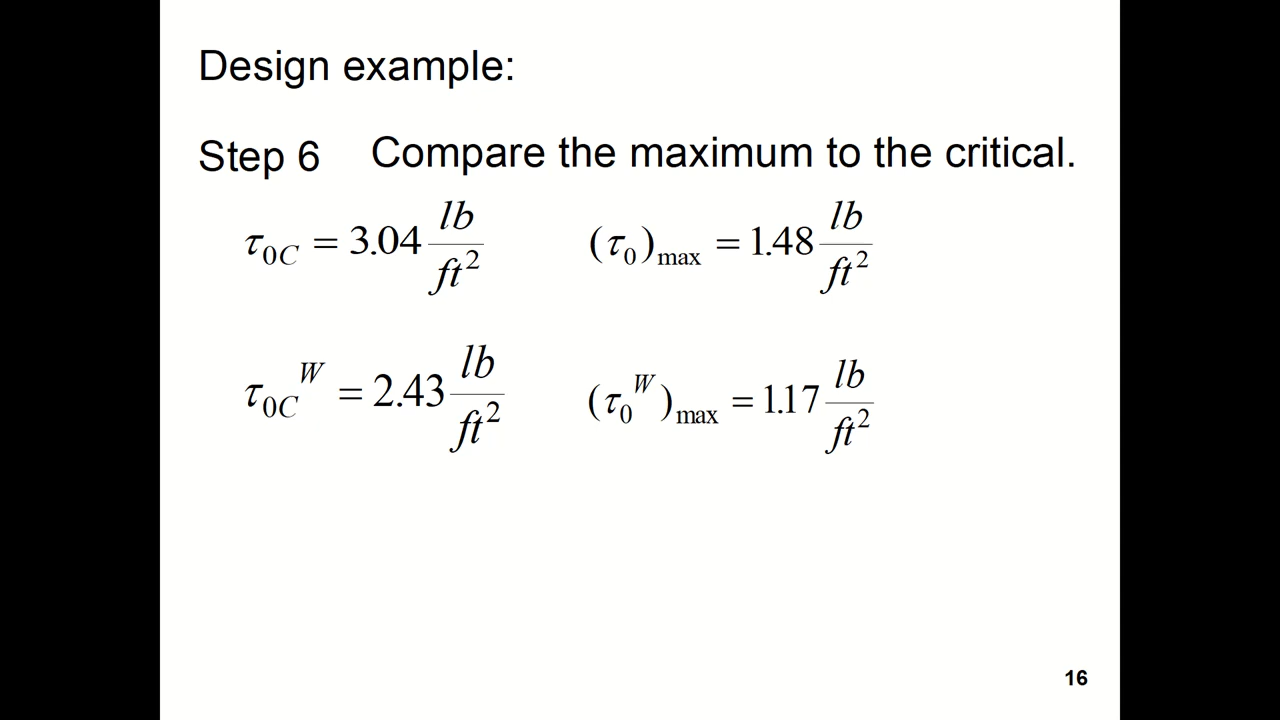 Design example:
Step 6 Compare the maximum to the critical.
τ₀C = 3.04 lb/ft² (τ₀)max = 1.48 lb/ft²
τ₀C^W = 2.43 lb/ft² (τ₀^W)max = 1.17 lb/ft²
16